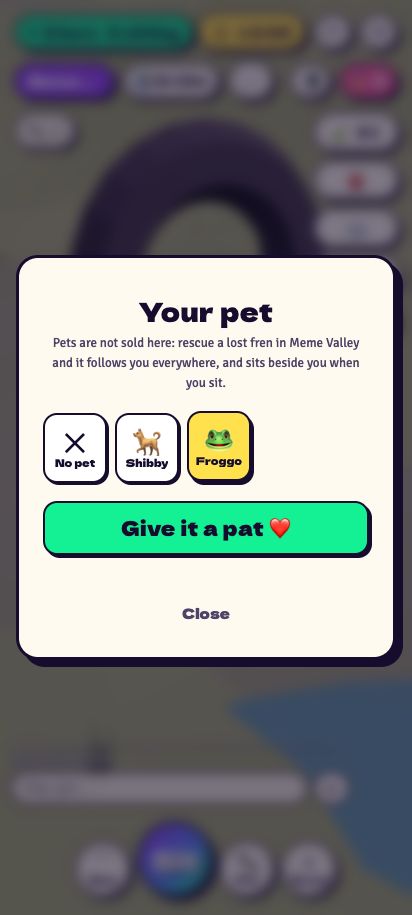 Your pet
Pets are not sold here: rescue a lost fren in Meme Valley
and it follows you everywhere, and sits beside you when
you sit.
No pet
Shibby
Froggo
Give it a pat ❤️
Close